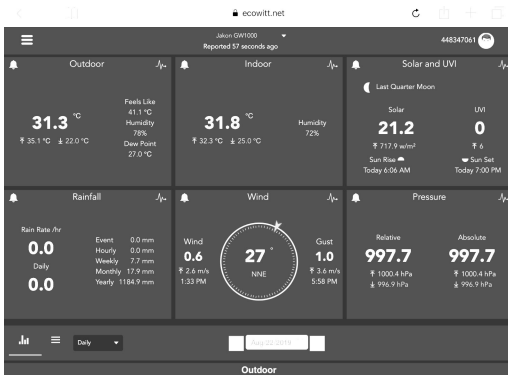 ecowitt.net
Jakon GW1000
Reported 57 seconds ago
448347061
Outdoor
31.3 °C
35.1 °C 22.0 °C
Feels Like
41.1 °C
Humidity
78%
Dew Point
27.0 °C
Indoor
31.8 °C
32.3 °C 25.0 °C
Humidity
72%
Solar and UVI
Last Quarter Moon
Solar
21.2
717.9 w/m²
UVI
0
6
Sun Rise
Today 6:06 AM
Sun Set
Today 7:00 PM
Rainfall
Rain Rate /hr
0.0
Daily
0.0
Event 0.0 mm
Hourly 0.0 mm
Weekly 7.7 mm
Monthly 17.9 mm
Yearly 1184.9 mm
Wind
Wind
0.6
2.6 m/s
1:33 PM
27 °
NNE
Gust
1.0
3.6 m/s
5:58 PM
Pressure
Relative
997.7
1000.4 hPa
996.9 hPa
Absolute
997.7
1000.4 hPa
996.9 hPa
Daily
Aug 22 2019
Outdoor